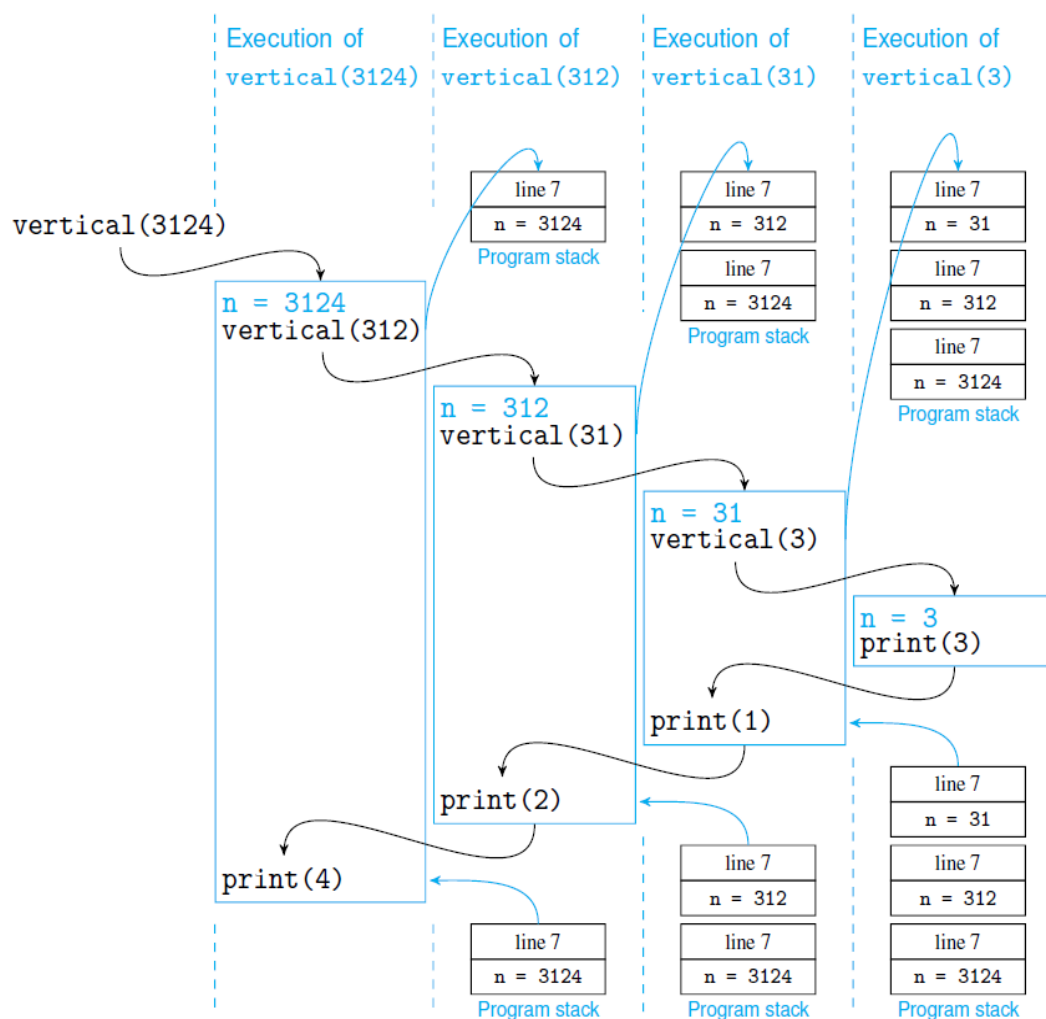 Execution of
vertical(3124)
Execution of
vertical(312)
Execution of
vertical(31)
Execution of
vertical(3)
line 7
n = 3124
Program stack
line 7
n = 312
line 7
n = 3124
Program stack
line 7
n = 31
line 7
n = 312
line 7
n = 3124
Program stack
vertical(3124)
n = 3124
vertical(312)
n = 312
vertical(31)
n = 31
vertical(3)
n = 3
print(3)
print(1)
print(2)
print(4)
line 7
n = 3124
Program stack
line 7
n = 312
line 7
n = 3124
Program stack
line 7
n = 31
line 7
n = 312
line 7
n = 3124
Program stack